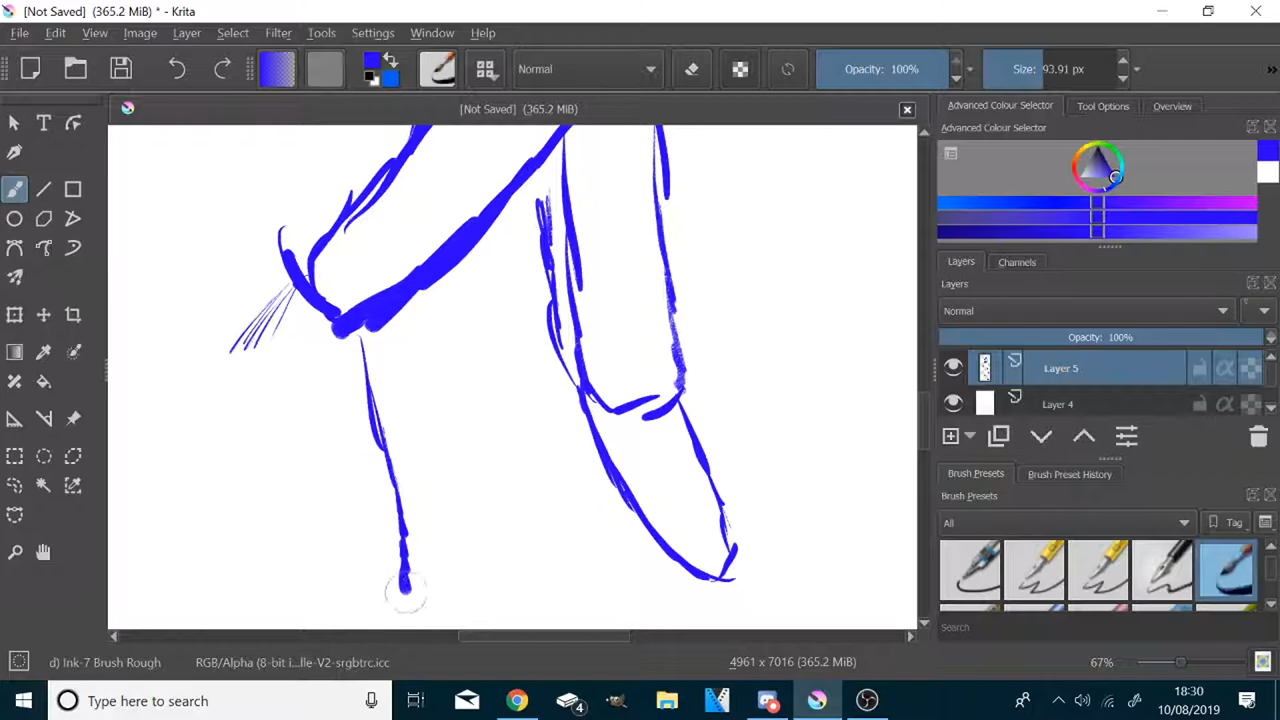 [Not Saved] (365.2 MiB) * - Krita
File Edit View Image Layer Select Filter Tools Settings Window Help
Normal Opacity: 100% Size: 93.91 px
[Not Saved] (365.2 MiB)
Advanced Colour Selector Tool Options Overview
Advanced Colour Selector
Layers Channels
Layers
Normal
Opacity: 100%
Layer 5
Layer 4
Brush Presets Brush Preset History
Brush Presets
All Tag
Search
d) Ink-7 Brush Rough RGB/Alpha (8-bit i...lle-V2-srgbtrc.icc 4961 x 7016 (365.2 MiB) 67%
Type here to search 4 18:30
10/08/2019